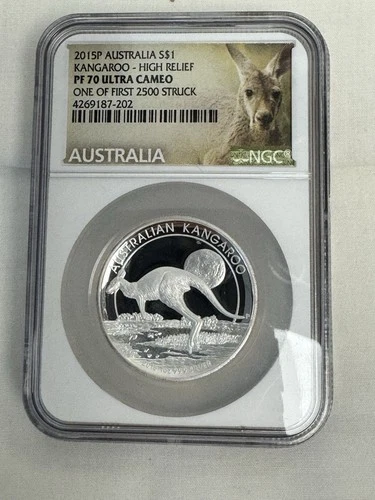 2015P AUSTRALIA S$1
KANGAROO - HIGH RELIEF
PF 70 ULTRA CAMEO
ONE OF FIRST 2500 STRUCK
4269187-202
AUSTRALIA
NGC®
AUSTRALIAN KANGAROO